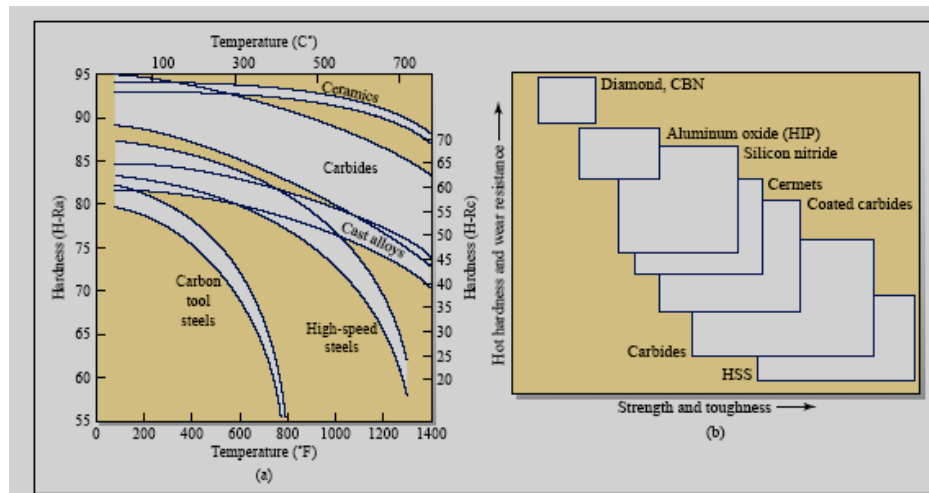 Temperature (C°)
100 300 400 500 700
95
90
85
80
75
70
65
60
55
Hardness (H-Ra)
Ceramics
Carbides
Cast alloys
Carbon
tool
steels
High-speed
steels
70
65
60
55
50
45
40
35
30
25
20
Hardness (H-Rc)
0 200 400 600 800 1000 1200 1400
Temperature (°F)
(a)
Hot hardness and wear resistance
Diamond, CBN
Aluminum oxide (HIP)
Silicon nitride
Cermets
Coated carbides
Carbides
HSS
Strength and toughness
(b)